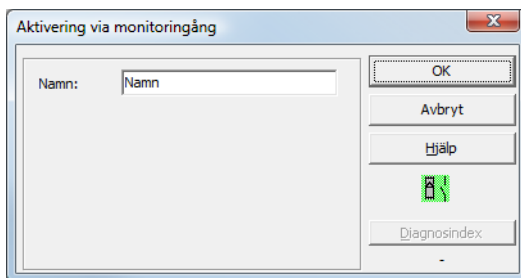 Aktivering via monitoringång
Namn: Namn
OK
Avbryt
Hjälp
Diagnosindex
-